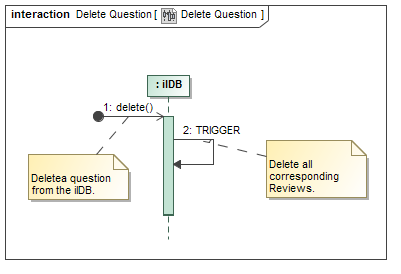 interaction Delete Question [ Delete Question ]
: iIDB
1: delete()
2: TRIGGER
Deletea question
from the iIDB.
Delete all
corresponding
Reviews.